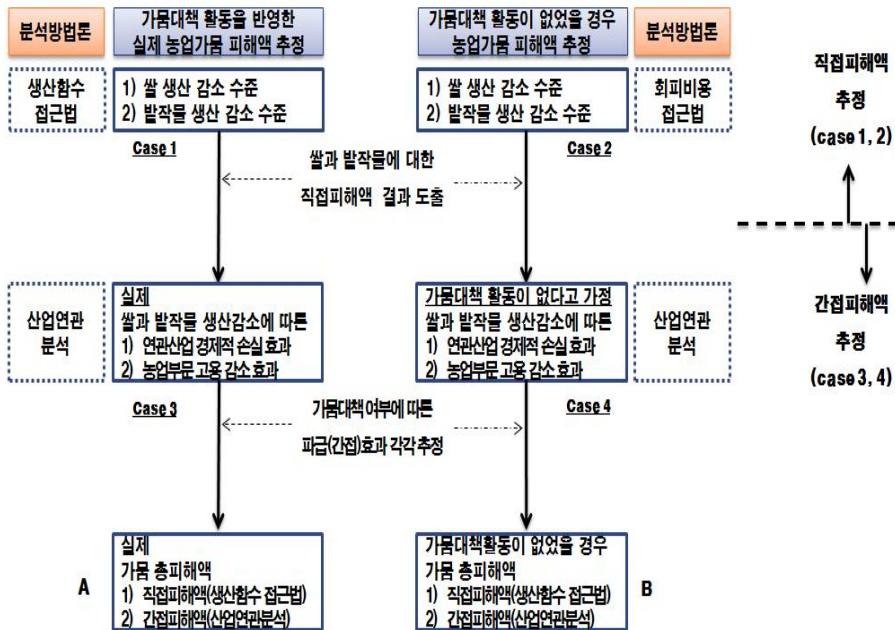 분석방법론
가뭄대책 활동을 반영한
실제 농업가뭄 피해액 추정
가뭄대책 활동이 없었을 경우
농업가뭄 피해액 추정
분석방법론
생산함수
접근법
1) 쌀 생산 감소 수준
2) 밭작물 생산 감소 수준
1) 쌀 생산 감소 수준
2) 밭작물 생산 감소 수준
회피비용
접근법
직접피해액
추정
(case 1, 2)
Case 1
Case 2
쌀과 밭작물에 대한
직접피해액 결과 도출
산업연관
분석
실제
쌀과 밭작물 생산감소에 따른
1) 연관산업 경제적 손실 효과
2) 농업부문 고용 감소 효과
가뭄대책 활동이 없다고 가정
쌀과 밭작물 생산감소에 따른
1) 연관산업 경제적 손실 효과
2) 농업부문 고용 감소 효과
산업연관
분석
간접피해액
추정
(case 3, 4)
Case 3
Case 4
가뭄대책 여부에 따른
파급(간접)효과 각각 추정
A
실제
가뭄 총피해액
1) 직접피해액(생산함수 접근법)
2) 간접피해액(산업연관분석)
가뭄대책활동이 없었을 경우
가뭄 총피해액
1) 직접피해액(생산함수 접근법)
2) 간접피해액(산업연관분석)
B